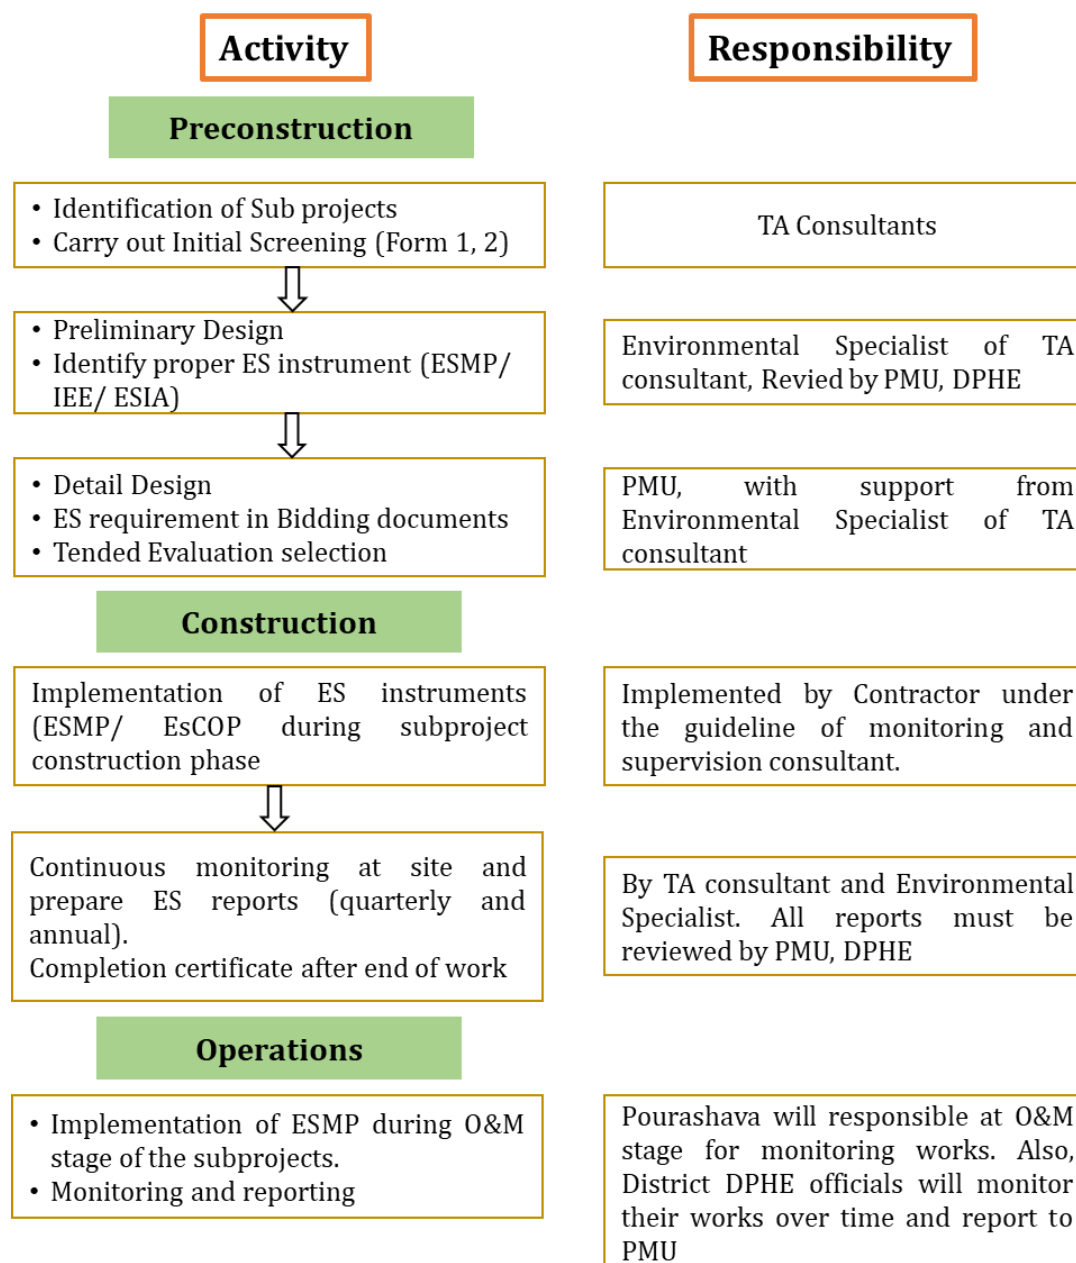 Activity
Responsibility
Preconstruction
• Identification of Sub projects
• Carry out Initial Screening (Form 1, 2)
TA Consultants
• Preliminary Design
• Identify proper ES instrument (ESMP/
IEE/ ESIA)
Environmental Specialist of TA
consultant, Revied by PMU, DPHE
• Detail Design
• ES requirement in Bidding documents
• Tended Evaluation selection
PMU, with support from
Environmental Specialist of TA
consultant
Construction
Implementation of ES instruments
(ESMP/ EsCOP during subproject
construction phase
Implemented by Contractor under
the guideline of monitoring and
supervision consultant.
Continuous monitoring at site and
prepare ES reports (quarterly and
annual).
Completion certificate after end of work
By TA consultant and Environmental
Specialist. All reports must be
reviewed by PMU, DPHE
Operations
• Implementation of ESMP during O&M
stage of the subprojects.
• Monitoring and reporting
Pourashava will responsible at O&M
stage for monitoring works. Also,
District DPHE officials will monitor
their works over time and report to
PMU